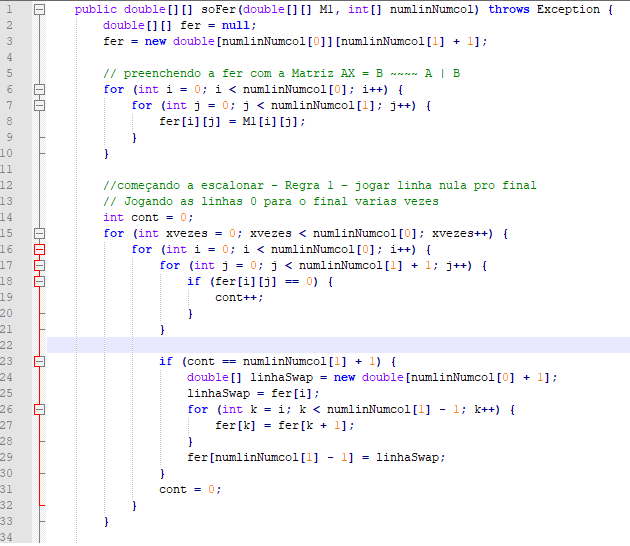 1 public double[][] soFer(double[][] M1, int[] numlinNumcol) throws Exception {
2 double[][] fer = null;
3 fer = new double[numlinNumcol[0]][numlinNumcol[1] + 1];
4
5 // preenchendo a fer com a Matriz AX = B ~~~~ A | B
6 for (int i = 0; i < numlinNumcol[0]; i++) {
7 for (int j = 0; j < numlinNumcol[1]; j++) {
8 fer[i][j] = M1[i][j];
9 }
10 }
11
12 //começando a escalonar - Regra 1 - jogar linha nula pro final
13 // Jogando as linhas 0 para o final varias vezes
14 int cont = 0;
15 for (int xvezes = 0; xvezes < numlinNumcol[0]; xvezes++) {
16 for (int i = 0; i < numlinNumcol[0]; i++) {
17 for (int j = 0; j < numlinNumcol[1] + 1; j++) {
18 if (fer[i][j] == 0) {
19 cont++;
20 }
21 }
22
23 if (cont == numlinNumcol[1] + 1) {
24 double[] linhaSwap = new double[numlinNumcol[0] + 1];
25 linhaSwap = fer[i];
26 for (int k = i; k < numlinNumcol[1] - 1; k++) {
27 fer[k] = fer[k + 1];
28 }
29 fer[numlinNumcol[1] - 1] = linhaSwap;
30 }
31 cont = 0;
32 }
33 }
34